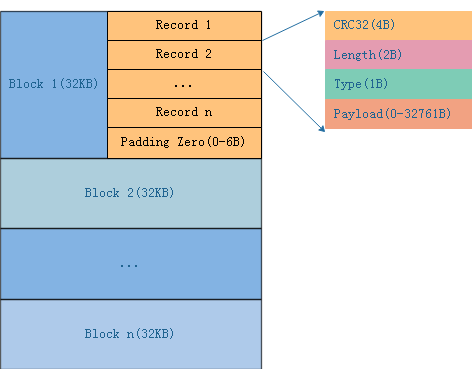 Block 1(32KB)
Record 1
Record 2
...
Record n
Padding Zero(0-6B)
CRC32(4B)
Length(2B)
Type(1B)
Payload(0-32761B)
Block 2(32KB)
...
Block n(32KB)